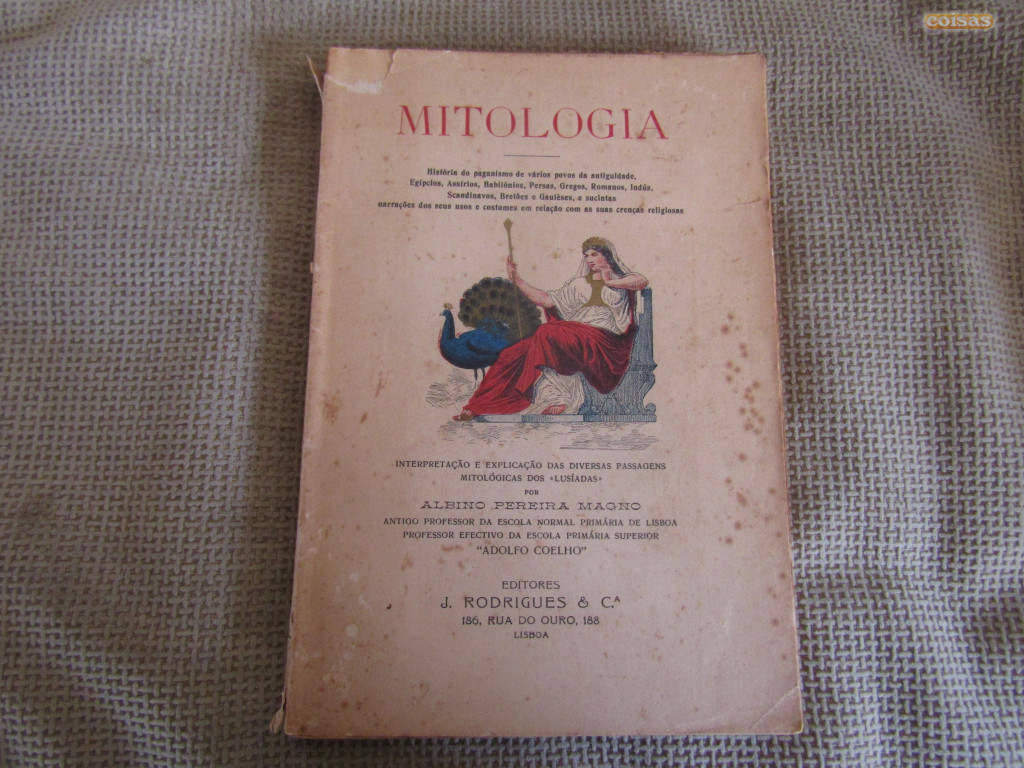 coisas
MITOLOGIA
História do paganismo de vários povos da antiguidade,
Egípcios, Assírios, Babilónios, Persas, Gregos, Romanos, Indús,
Scandinavos, Bretões e Gaulêses, e sucintas
narrações dos seus usos e costumes em relação com as suas crenças religiosas
INTERPRETAÇÃO E EXPLICAÇÃO DAS DIVERSAS PASSAGENS
MITOLÓGICAS DOS «LUSÍADAS»
POR
ALBINO PEREIRA MAGNO
ANTIGO PROFESSOR DA ESCOLA NORMAL PRIMÁRIA DE LISBOA
PROFESSOR EFECTIVO DA ESCOLA PRIMÁRIA SUPERIOR
"ADOLFO COELHO"
EDITORES
J. RODRIGUES & C.ᴬ
186, RUA DO OURO, 188
LISBOA